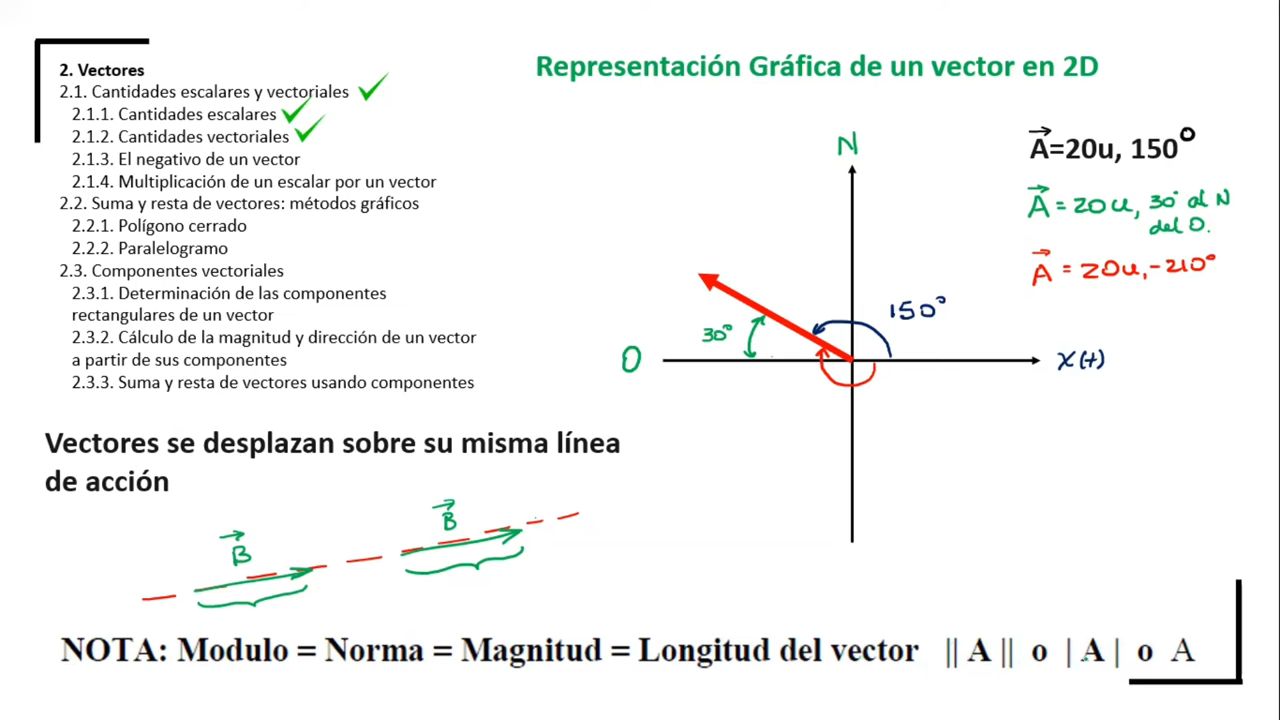 2. Vectores
2.1. Cantidades escalares y vectoriales
2.1.1. Cantidades escalares
2.1.2. Cantidades vectoriales
2.1.3. El negativo de un vector
2.1.4. Multiplicación de un escalar por un vector
2.2. Suma y resta de vectores: métodos gráficos
2.2.1. Polígono cerrado
2.2.2. Paralelogramo
2.3. Componentes vectoriales
2.3.1. Determinación de las componentes
rectangulares de un vector
2.3.2. Cálculo de la magnitud y dirección de un vector
a partir de sus componentes
2.3.3. Suma y resta de vectores usando componentes
Representación Gráfica de un vector en 2D
A⃗=20u, 150°
A⃗ = 20u, 30° al N
del O.
A⃗ = 20u, -210°
N
150°
30°
O
X(+)
Vectores se desplazan sobre su misma línea
de acción
B⃗
B⃗
NOTA: Modulo = Norma = Magnitud = Longitud del vector || A || o | A | o A